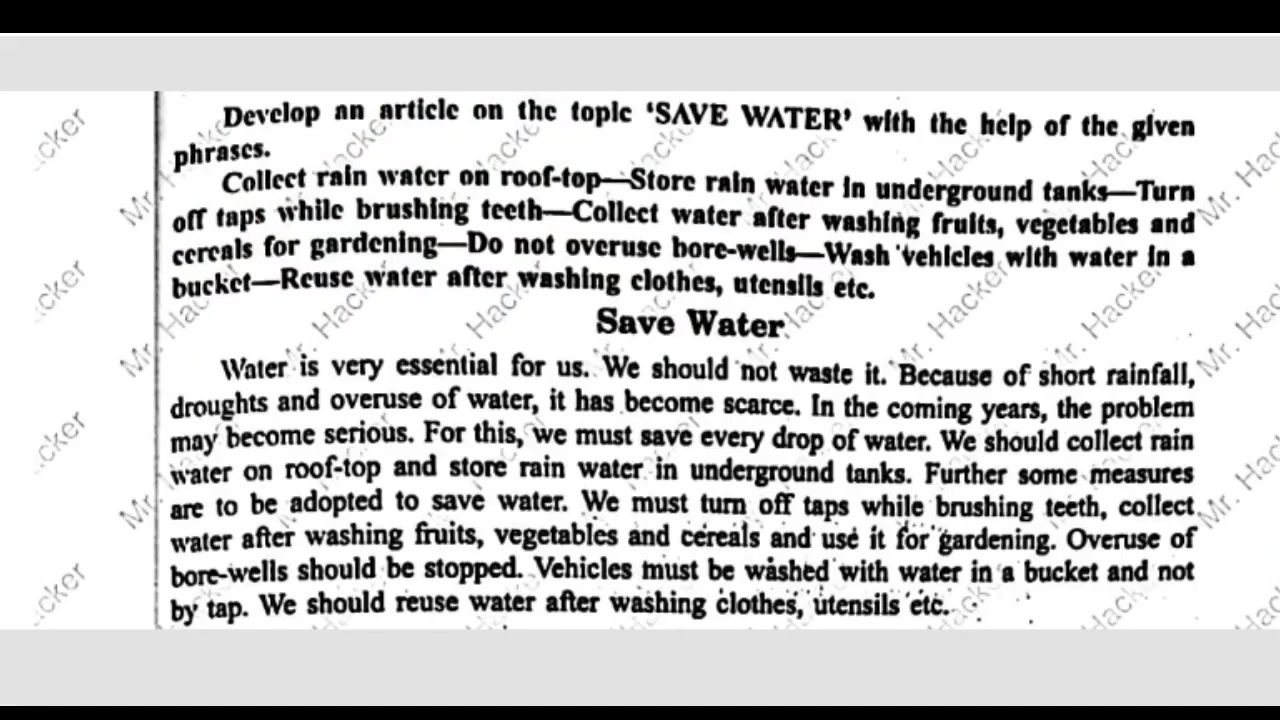 Develop an article on the topic ‘SAVE WATER’ with the help of the given
phrases.
Collect rain water on roof-top—Store rain water in underground tanks—Turn
off taps while brushing teeth—Collect water after washing fruits, vegetables and
cereals for gardening—Do not overuse bore-wells—Wash vehicles with water in a
bucket—Reuse water after washing clothes, utensils etc.
Save Water
Water is very essential for us. We should not waste it. Because of short rainfall,
droughts and overuse of water, it has become scarce. In the coming years, the problem
may become serious. For this, we must save every drop of water. We should collect rain
water on roof-top and store rain water in underground tanks. Further some measures
are to be adopted to save water. We must turn off taps while brushing teeth, collect
water after washing fruits, vegetables and cereals and use it for gardening. Overuse of
bore-wells should be stopped. Vehicles must be washed with water in a bucket and not
by tap. We should reuse water after washing clothes, utensils etc.
Mr. Hacker